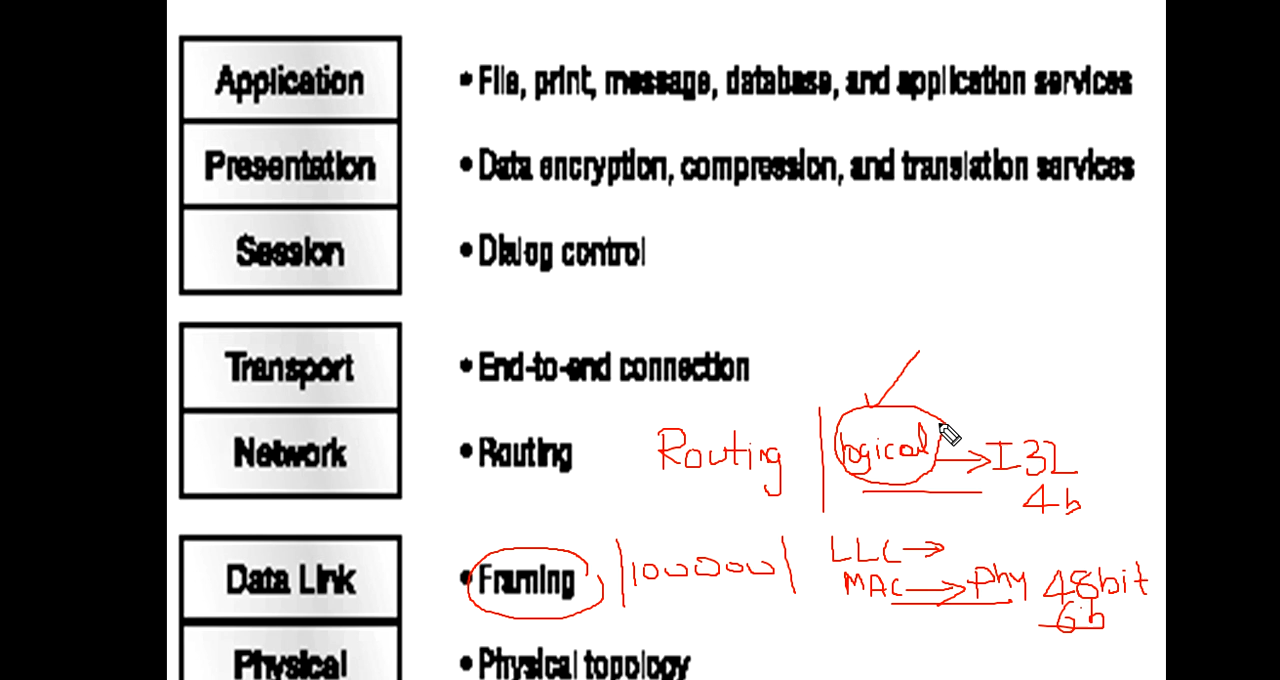 Application • File, print, message, database, and application services
Presentation • Data encryption, compression, and translation services
Session • Dialog control
Transport • End-to-end connection
Network • Routing Routing | logical → I 32
4b
Data Link • Framing | 100000 | LLC →
MAC → Phy 48bit
6b
Physical • Physical topology